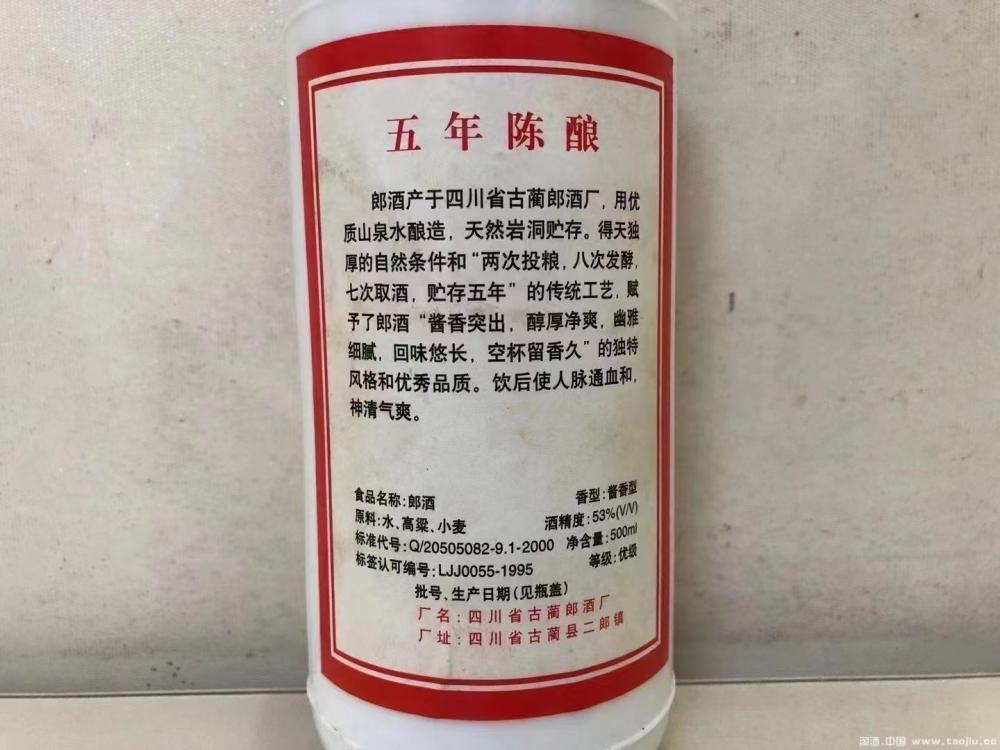 五年陈酿
郎酒产于四川省古蔺郎酒厂，用优
质山泉水酿造，天然岩洞贮存。得天独
厚的自然条件和“两次投粮，八次发酵，
七次取酒，贮存五年”的传统工艺，赋
予了郎酒“酱香突出，醇厚净爽，幽雅
细腻，回味悠长，空杯留香久”的独特
风格和优秀品质。饮后使人脉通血和，
神清气爽。
食品名称：郎酒 香型：酱香型
原料：水、高粱、小麦 酒精度：53%(V/V)
标准代号：Q/20505082-9.1-2000 净含量：500ml
标签认可编号：LJJ0055-1995 等级：优级
批号、生产日期（见瓶盖）
厂名：四川省古蔺郎酒厂
厂址：四川省古蔺县二郎镇
淘酒.中国 www.taojiu.cc